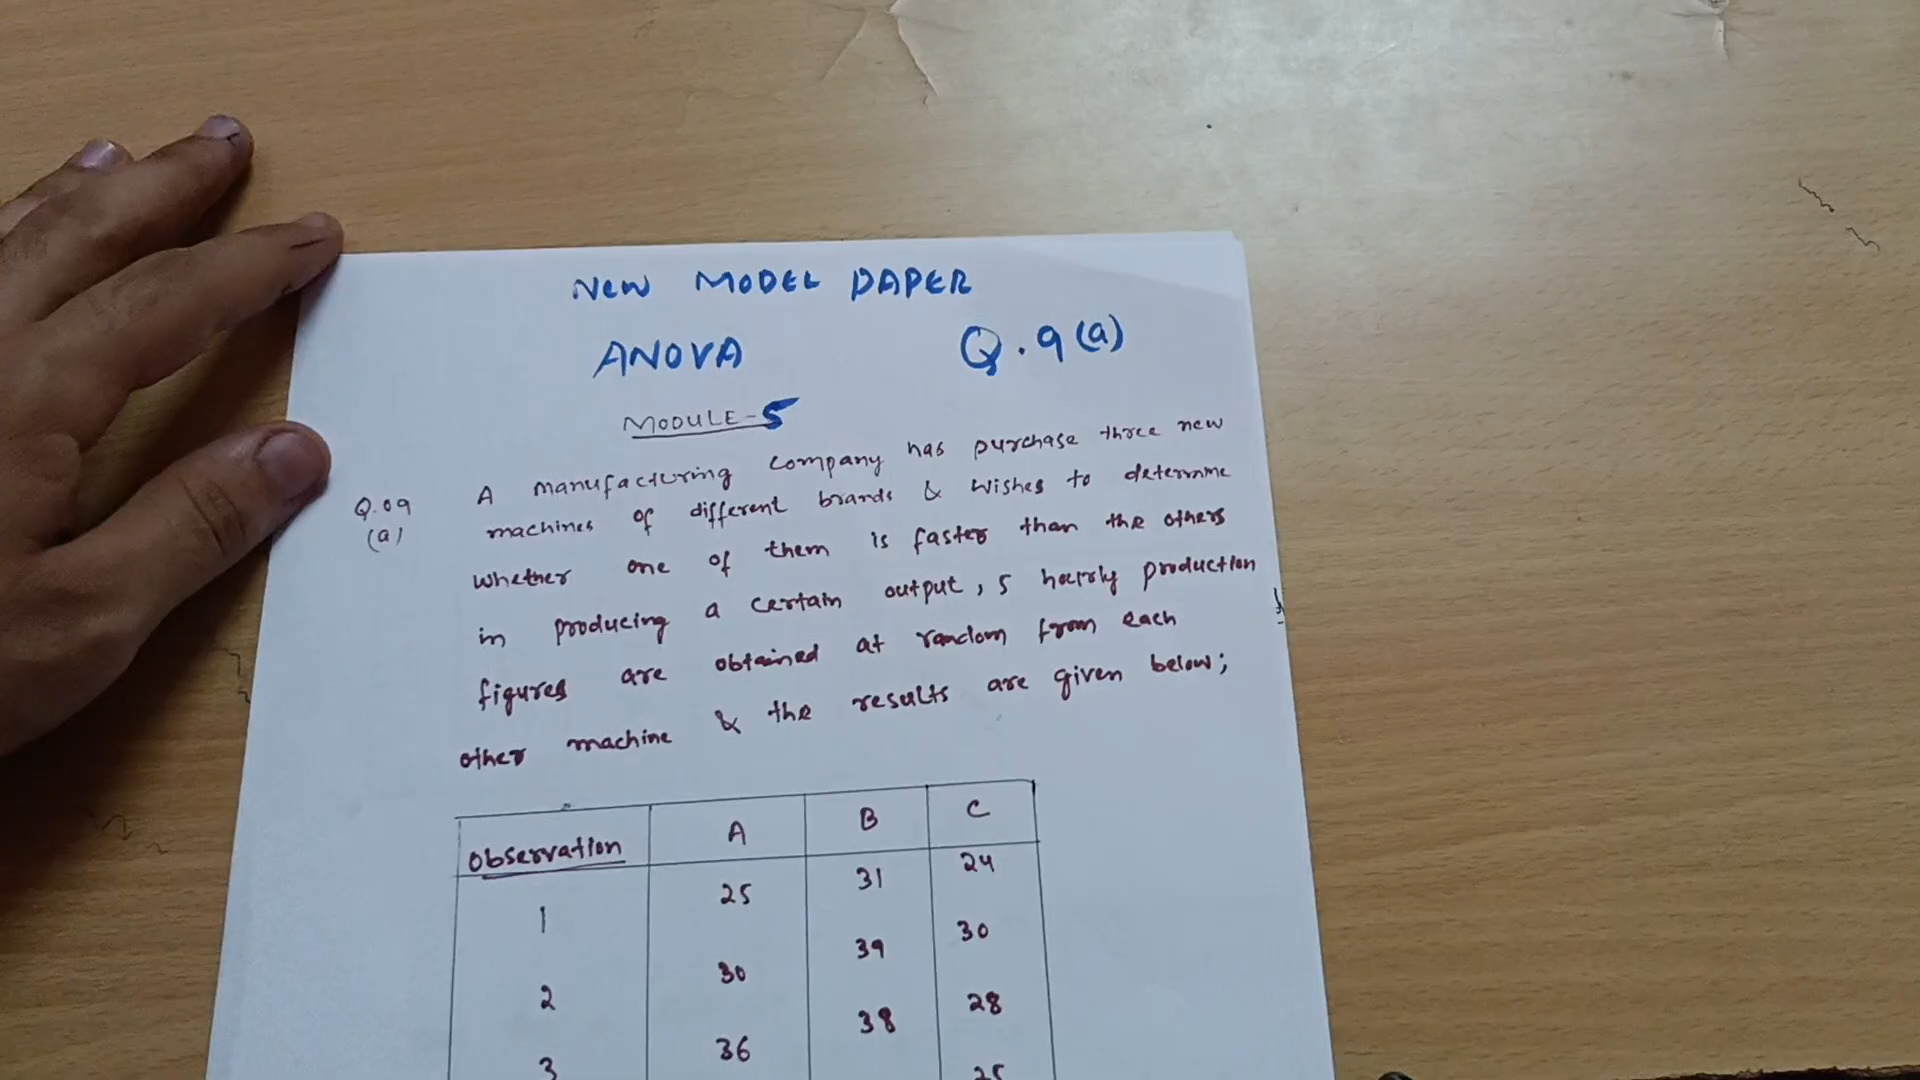 NEW MODEL PAPER
ANOVA Q.9(a)
MODULE-5
Q.09 A manufacturing company has purchase three new
(a) machines of different brands & wishes to determine
whether one of them is faster than the others
in producing a certain output, 5 hourly production
figures are obtained at random from each
other machine & the results are given below;
Observation A B C
1 25 31 24
2 30 39 30
3 36 38 28
25